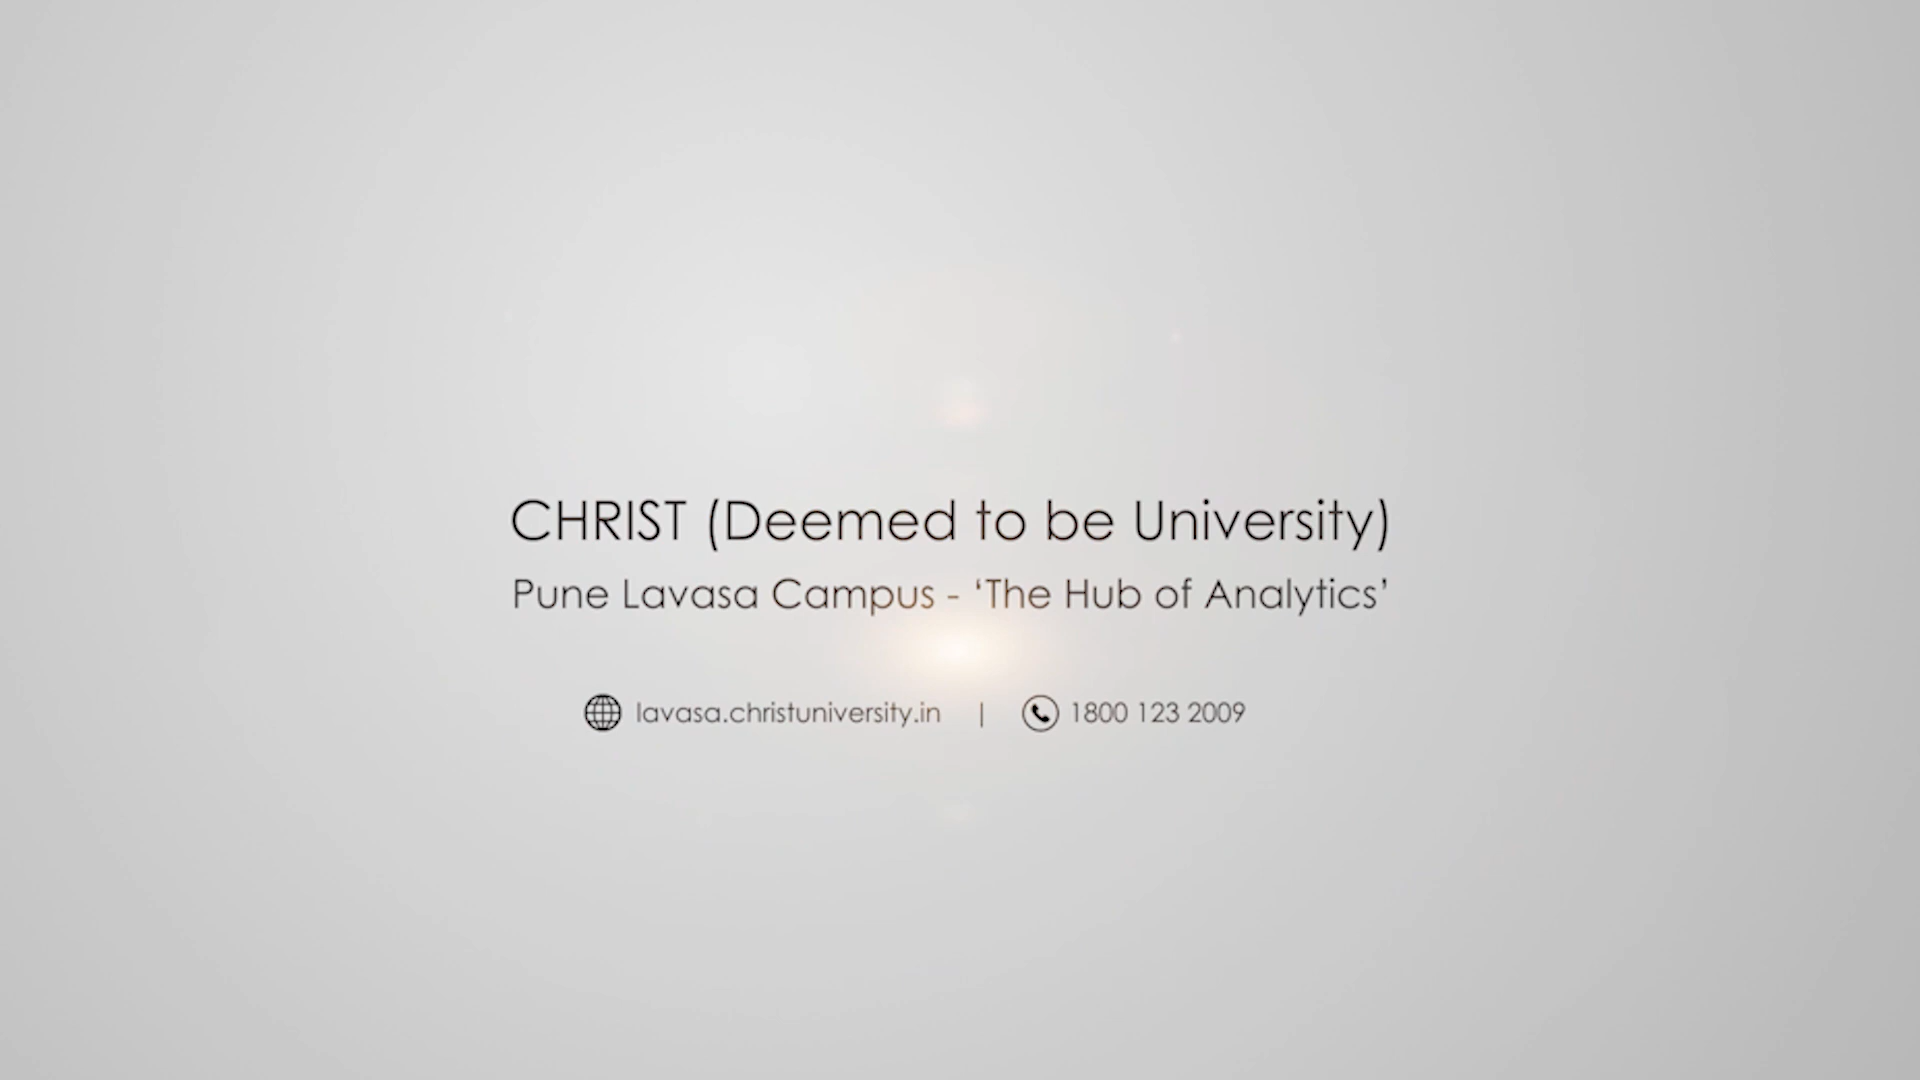 CHRIST (Deemed to be University)
Pune Lavasa Campus - ‘The Hub of Analytics’
lavasa.christuniversity.in | 1800 123 2009